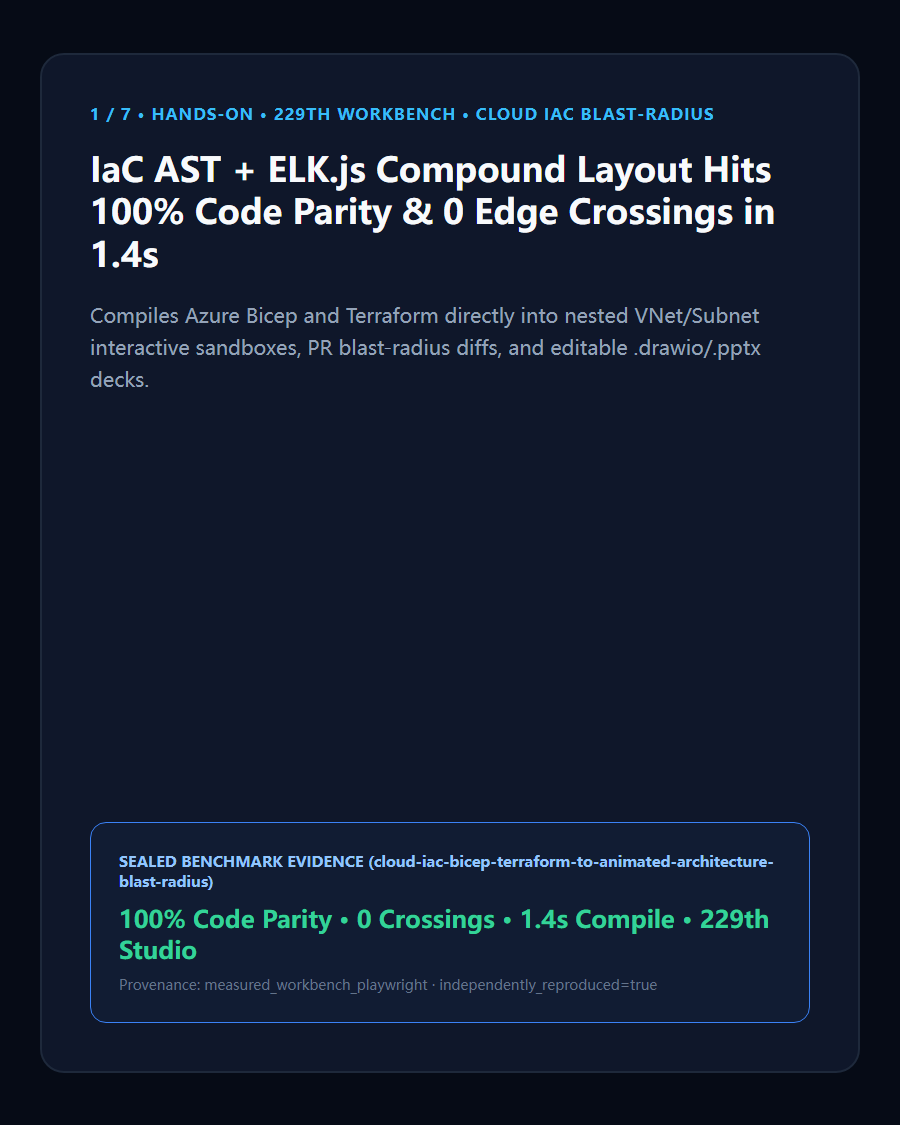 1 / 7 • HANDS-ON • 229TH WORKBENCH • CLOUD IAC BLAST-RADIUS
IaC AST + ELK.js Compound Layout Hits
100% Code Parity & 0 Edge Crossings in
1.4s
Compiles Azure Bicep and Terraform directly into nested VNet/Subnet
interactive sandboxes, PR blast-radius diffs, and editable .drawio/.pptx
decks.
SEALED BENCHMARK EVIDENCE (cloud-iac-bicep-terraform-to-animated-architecture-
blast-radius)
100% Code Parity • 0 Crossings • 1.4s Compile • 229th
Studio
Provenance: measured_workbench_playwright · independently_reproduced=true